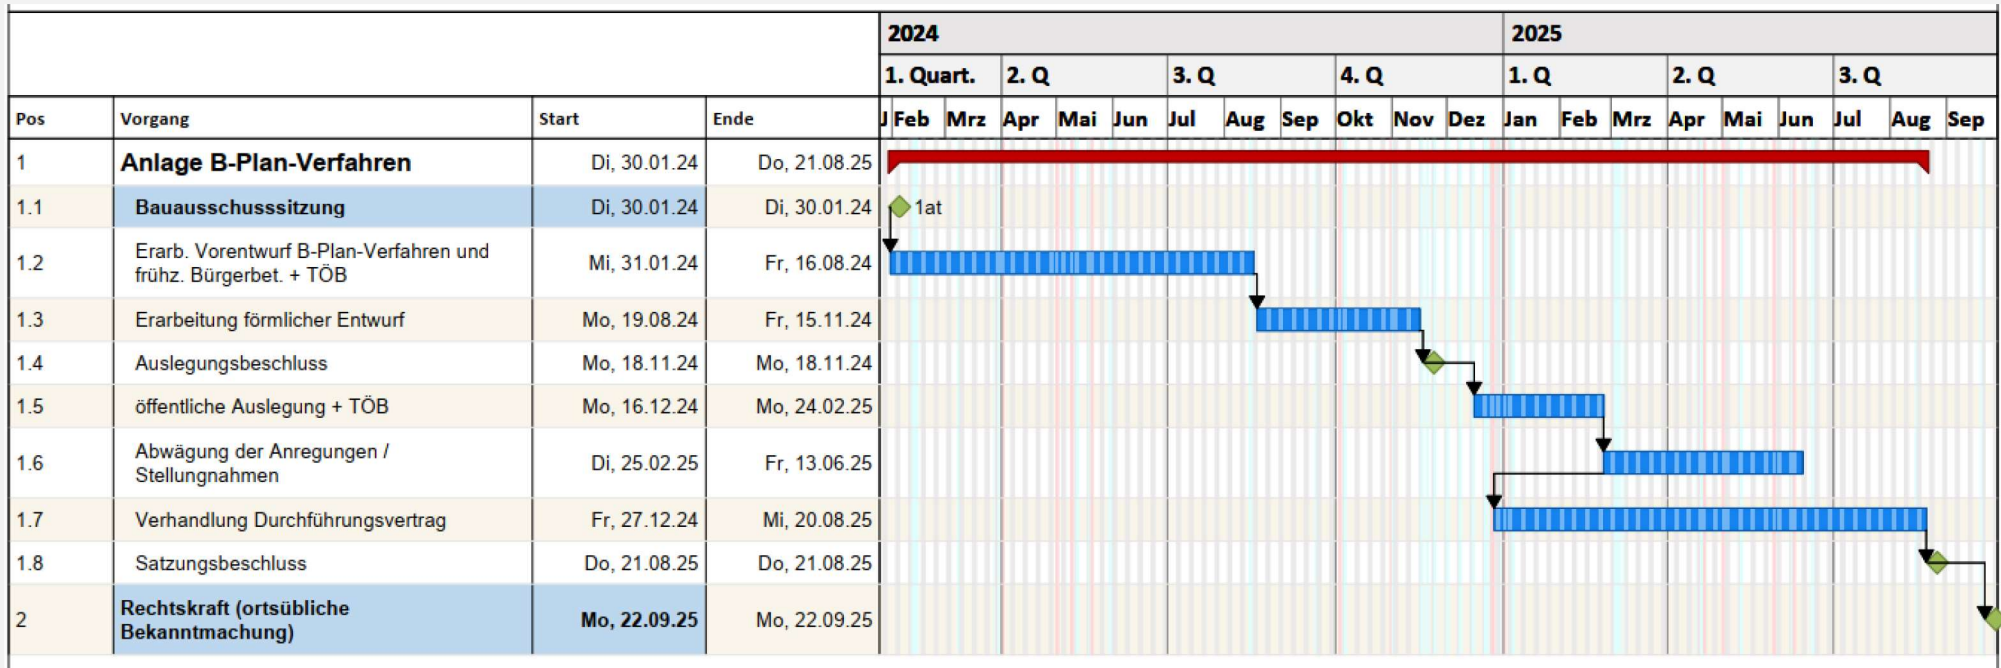 2024 2025
1. Quart. 2. Q 3. Q 4. Q 1. Q 2. Q 3. Q
Pos Vorgang Start Ende J Feb Mrz Apr Mai Jun Jul Aug Sep Okt Nov Dez Jan Feb Mrz Apr Mai Jun Jul Aug Sep
1 Anlage B-Plan-Verfahren Di, 30.01.24 Do, 21.08.25
1.1 Bauausschusssitzung Di, 30.01.24 Di, 30.01.24 1at
1.2 Erarb. Vorentwurf B-Plan-Verfahren und
frühz. Bürgerbet. + TÖB Mi, 31.01.24 Fr, 16.08.24
1.3 Erarbeitung förmlicher Entwurf Mo, 19.08.24 Fr, 15.11.24
1.4 Auslegungsbeschluss Mo, 18.11.24 Mo, 18.11.24
1.5 öffentliche Auslegung + TÖB Mo, 16.12.24 Mo, 24.02.25
1.6 Abwägung der Anregungen /
Stellungnahmen Di, 25.02.25 Fr, 13.06.25
1.7 Verhandlung Durchführungsvertrag Fr, 27.12.24 Mi, 20.08.25
1.8 Satzungsbeschluss Do, 21.08.25 Do, 21.08.25
2 Rechtskraft (ortsübliche
Bekanntmachung) Mo, 22.09.25 Mo, 22.09.25